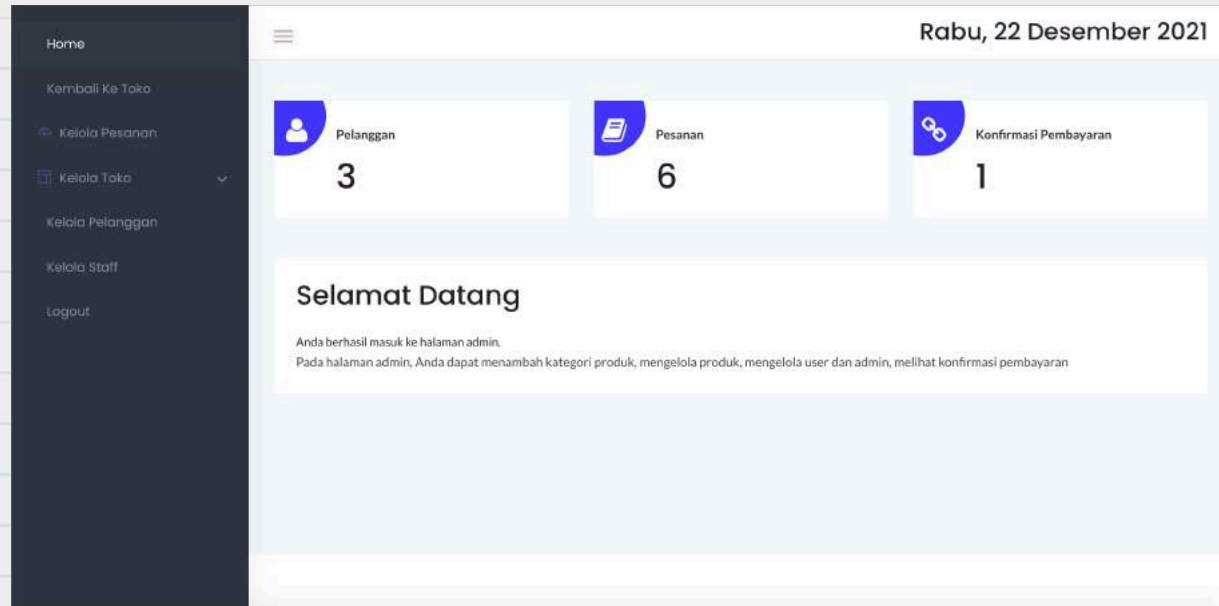 Home
Kembali Ke Toko
Kelola Pesanan
Kelola Toko
Kelola Pelanggan
Kelola Staff
Logout
Rabu, 22 Desember 2021
Pelanggan
3
Pesanan
6
Konfirmasi Pembayaran
1
Selamat Datang
Anda berhasil masuk ke halaman admin,
Pada halaman admin, Anda dapat menambah kategori produk, mengelola produk, mengelola user dan admin, melihat konfirmasi pembayaran